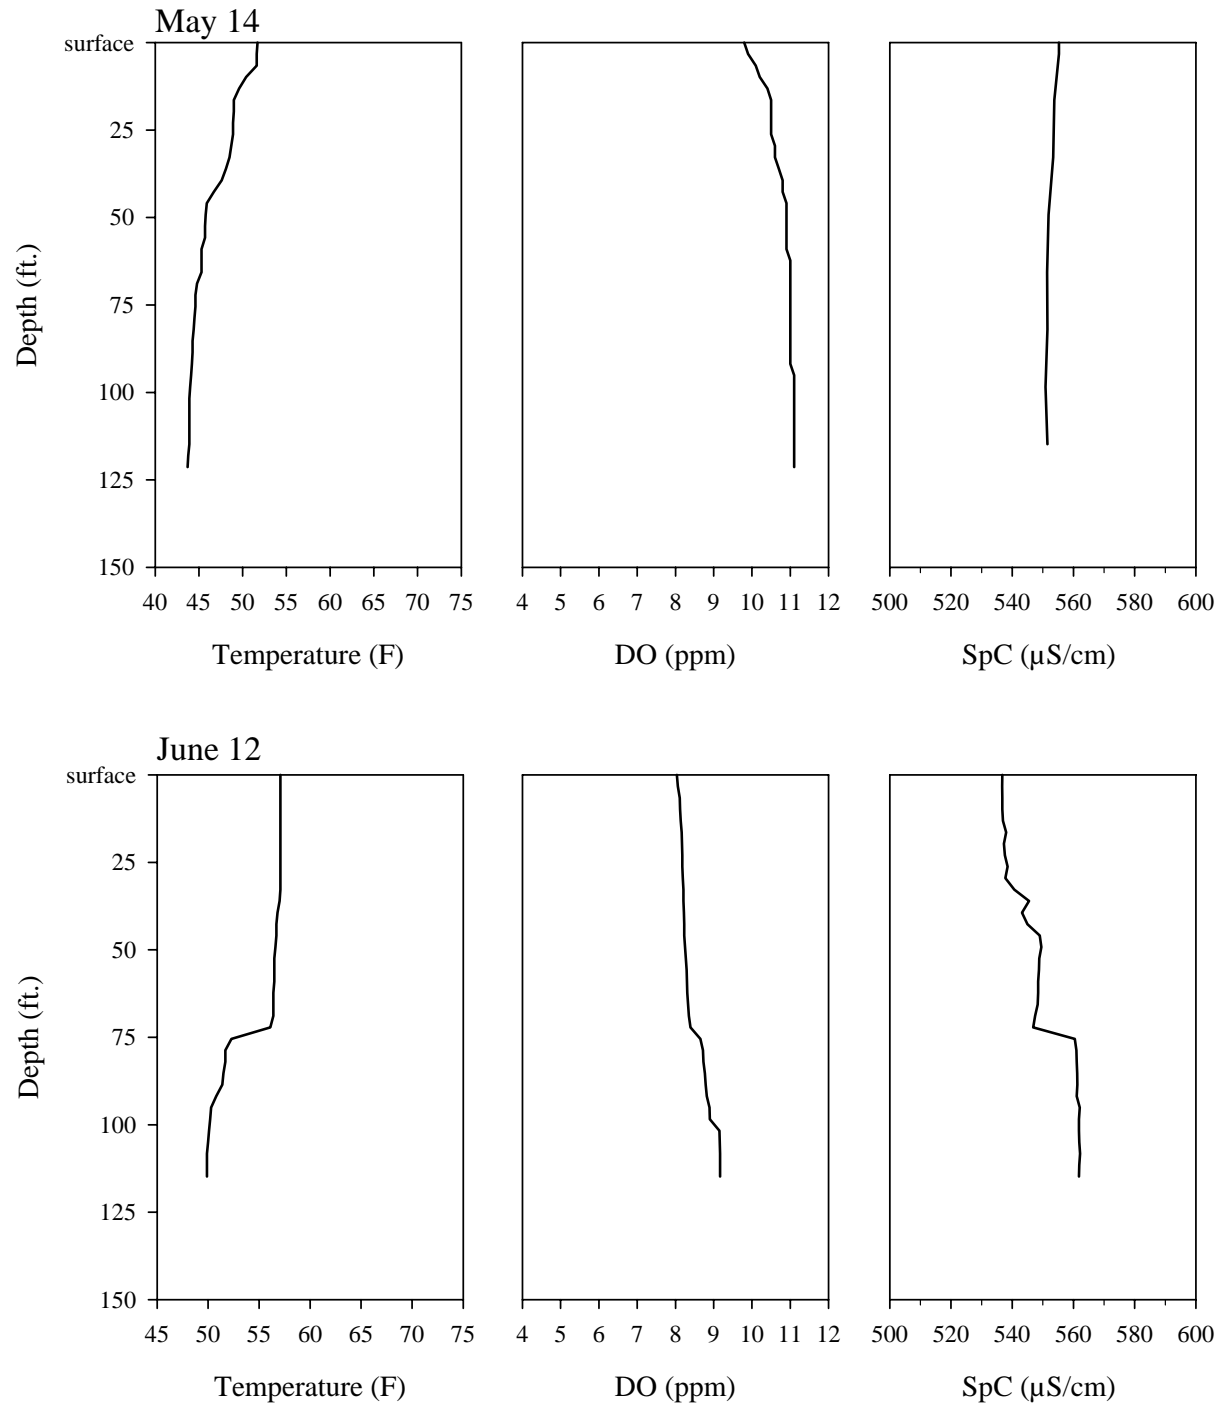 May 14
surface
25
50
75
100
125
150
Depth (ft.)
40 45 50 55 60 65 70 75
Temperature (F)
4 5 6 7 8 9 10 11 12
DO (ppm)
500 520 540 560 580 600
SpC (µS/cm)
June 12
surface
25
50
75
100
125
150
Depth (ft.)
45 50 55 60 65 70 75
Temperature (F)
4 5 6 7 8 9 10 11 12
DO (ppm)
500 520 540 560 580 600
SpC (µS/cm)